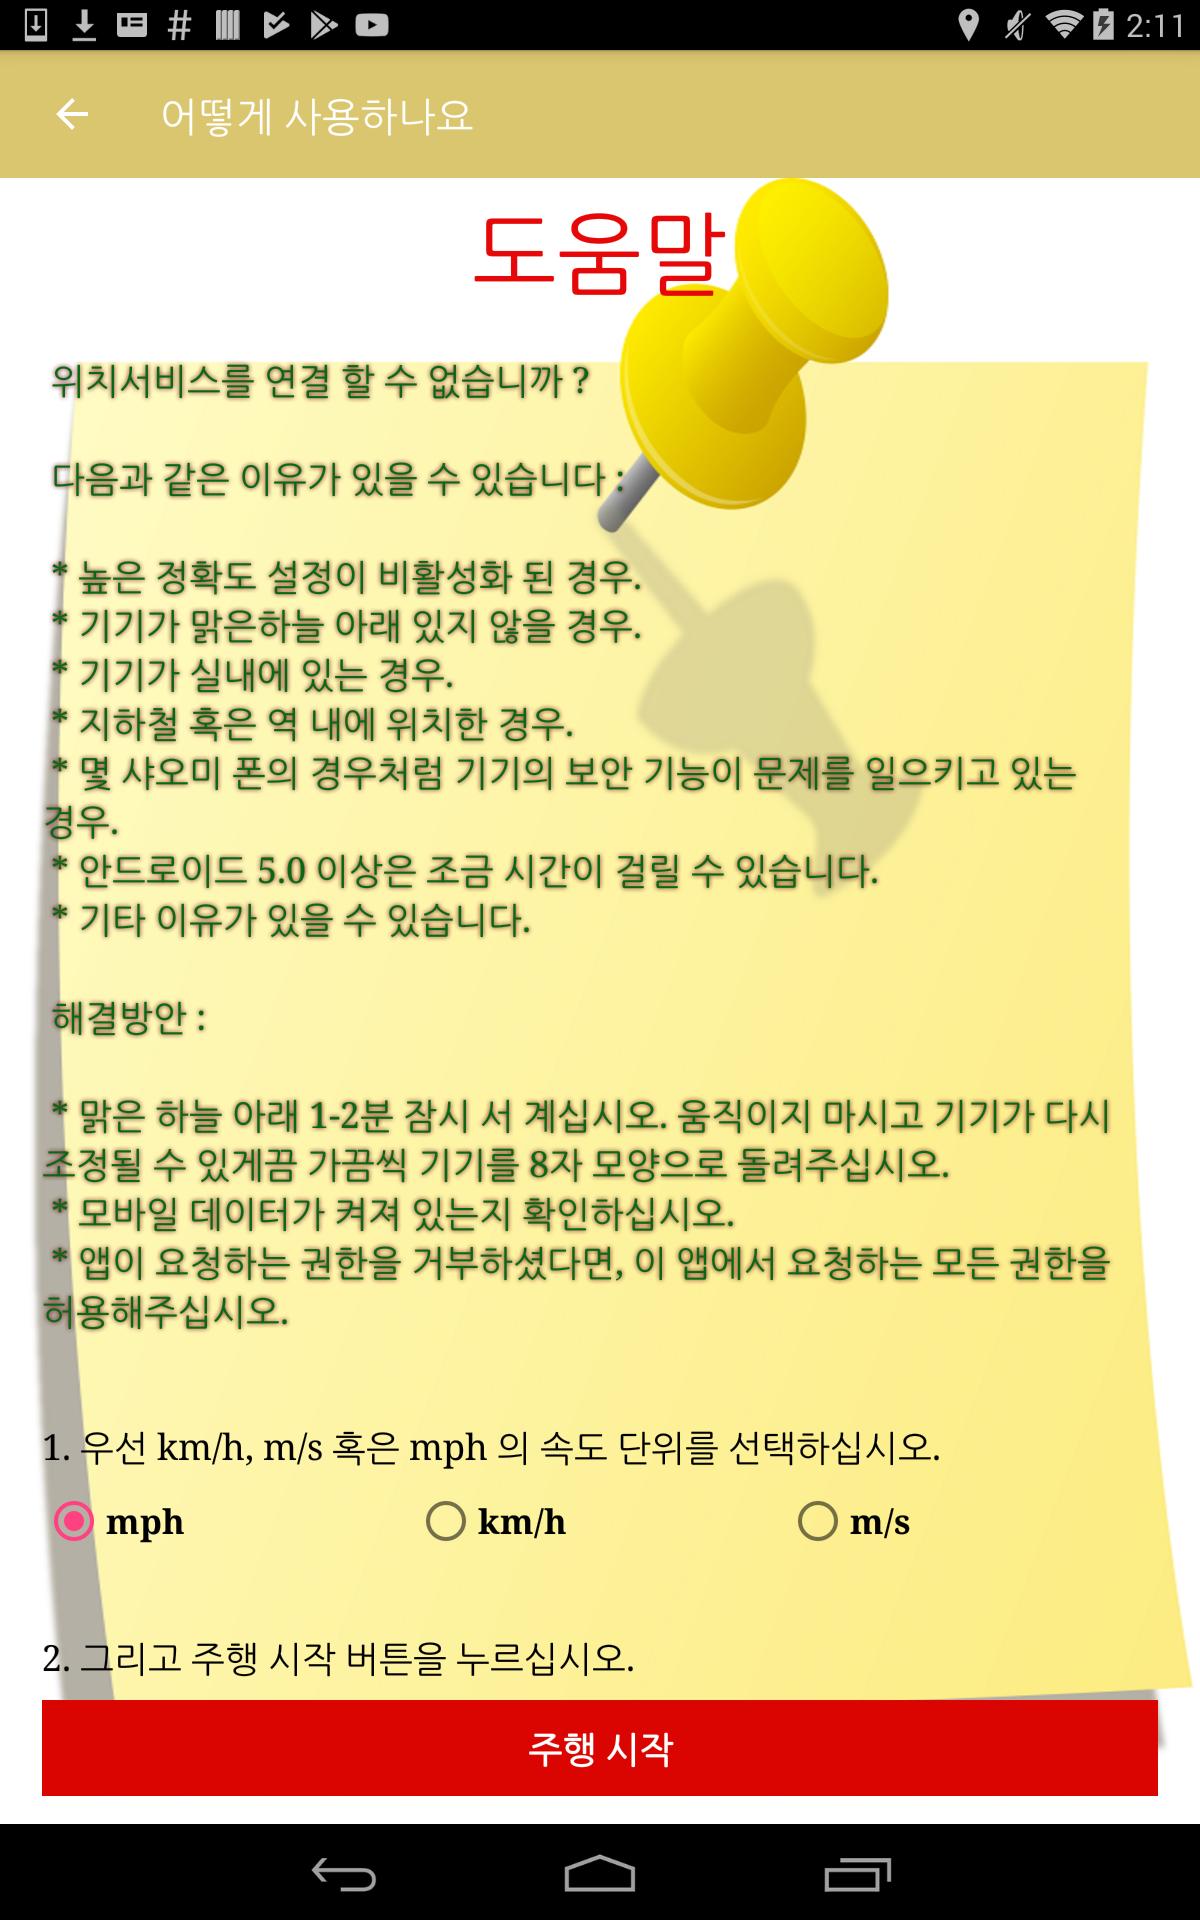 2:11
어떻게 사용하나요
도움말
위치서비스를 연결 할 수 없습니까 ?
다음과 같은 이유가 있을 수 있습니다 :
* 높은 정확도 설정이 비활성화 된 경우.
* 기기가 맑은하늘 아래 있지 않을 경우.
* 기기가 실내에 있는 경우.
* 지하철 혹은 역 내에 위치한 경우.
* 몇 샤오미 폰의 경우처럼 기기의 보안 기능이 문제를 일으키고 있는
경우.
* 안드로이드 5.0 이상은 조금 시간이 걸릴 수 있습니다.
* 기타 이유가 있을 수 있습니다.
해결방안 :
* 맑은 하늘 아래 1-2분 잠시 서 계십시오. 움직이지 마시고 기기가 다시
조정될 수 있게끔 가끔씩 기기를 8자 모양으로 돌려주십시오.
* 모바일 데이터가 켜져 있는지 확인하십시오.
* 앱이 요청하는 권한을 거부하셨다면, 이 앱에서 요청하는 모든 권한을
허용해주십시오.
1. 우선 km/h, m/s 혹은 mph 의 속도 단위를 선택하십시오.
mph km/h m/s
2. 그리고 주행 시작 버튼을 누르십시오.
주행 시작